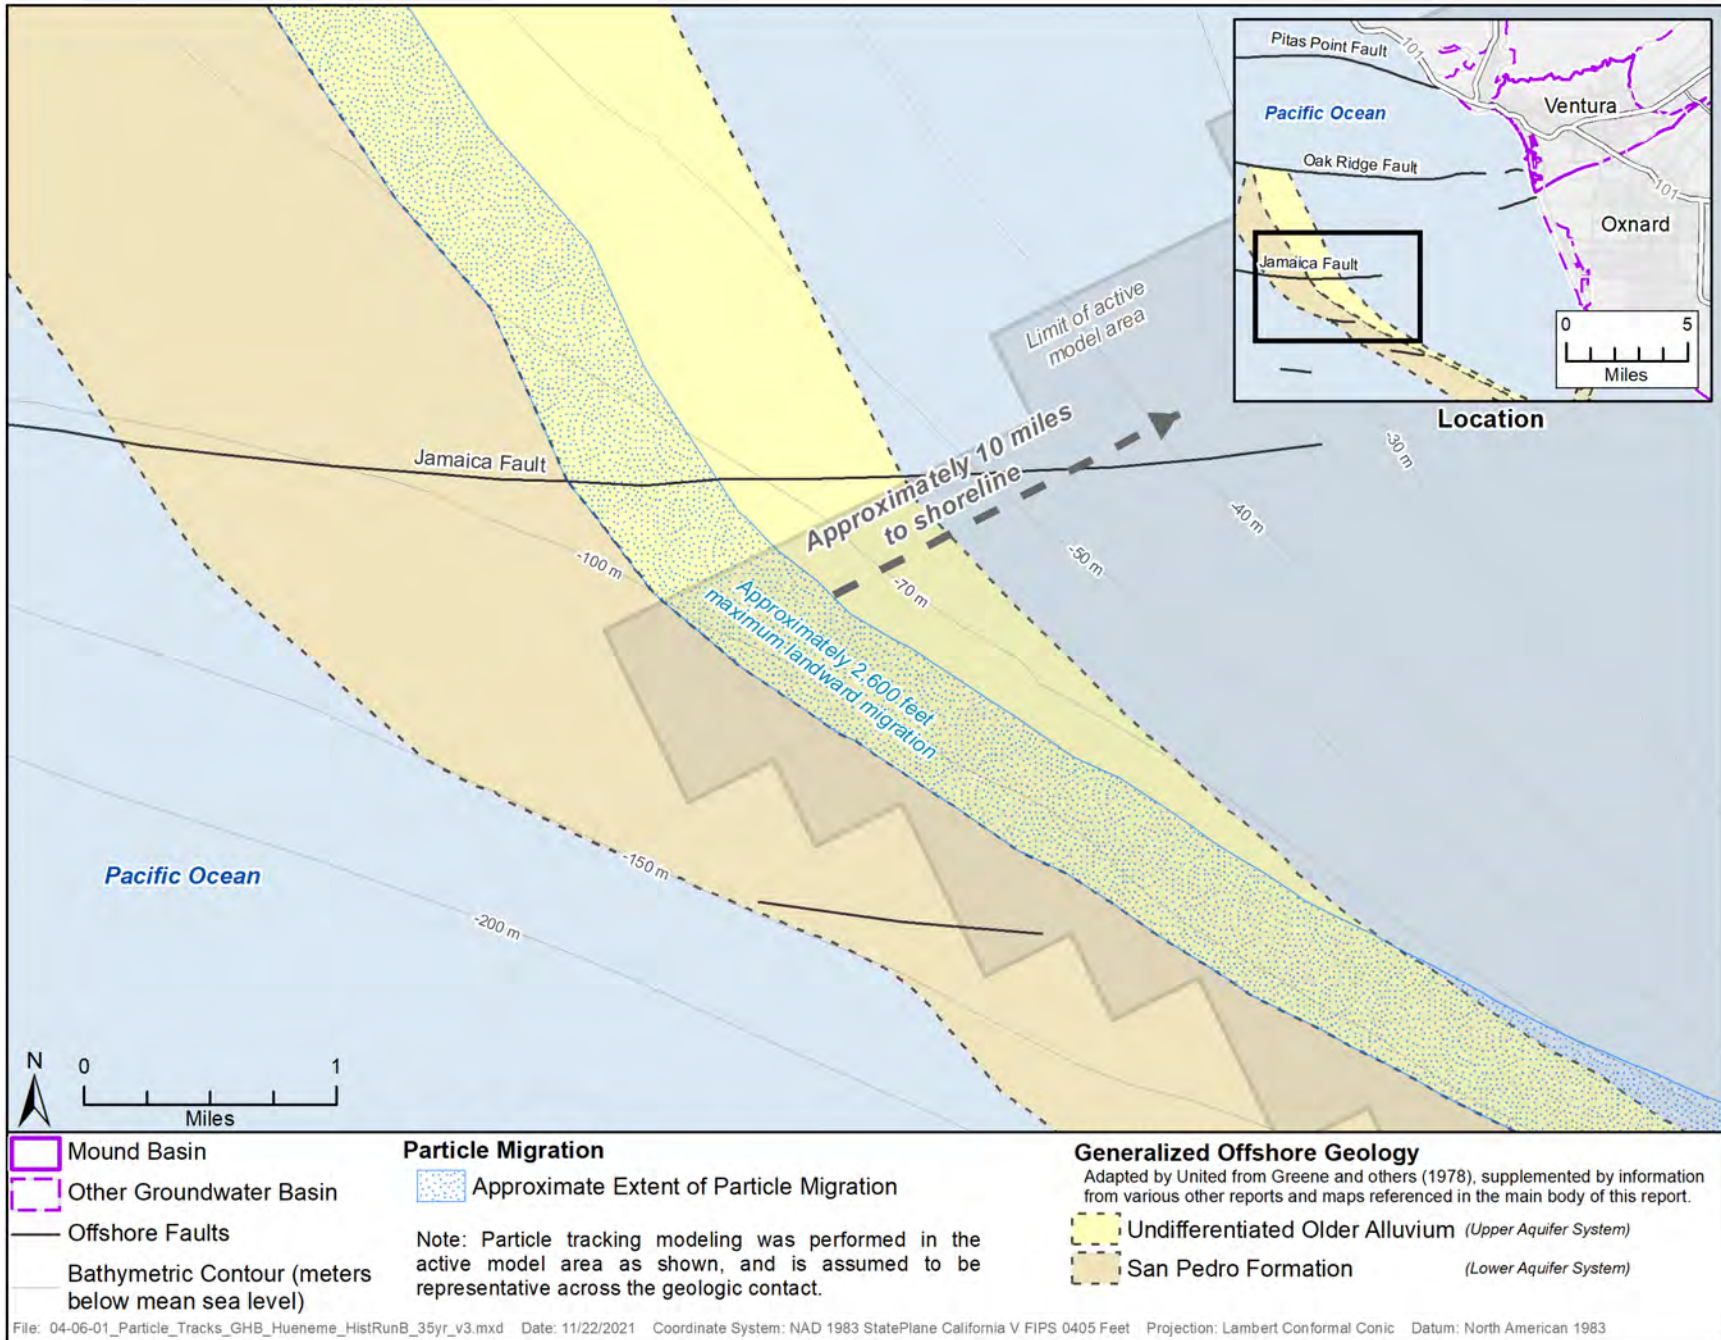 Pitas Point Fault
101
Ventura
Pacific Ocean
Oak Ridge Fault
101
Oxnard
Jamaica Fault
0 5
Miles
Location
Limit of active
model area
Approximately 10 miles
to shoreline
Jamaica Fault
-30 m
-40 m
-50 m
-70 m
-100 m
Approximately 2,600 feet
maximum landward migration
-150 m
-200 m
Pacific Ocean
N
0 1
Miles
Mound Basin
Other Groundwater Basin
Offshore Faults
Bathymetric Contour (meters
below mean sea level)
Particle Migration
Approximate Extent of Particle Migration
Note: Particle tracking modeling was performed in the
active model area as shown, and is assumed to be
representative across the geologic contact.
Generalized Offshore Geology
Adapted by United from Greene and others (1978), supplemented by information
from various other reports and maps referenced in the main body of this report.
Undifferentiated Older Alluvium (Upper Aquifer System)
San Pedro Formation (Lower Aquifer System)
File: 04-06-01_Particle_Tracks_GHB_Hueneme_HistRunB_35yr_v3.mxd Date: 11/22/2021 Coordinate System: NAD 1983 StatePlane California V FIPS 0405 Feet Projection: Lambert Conformal Conic Datum: North American 1983